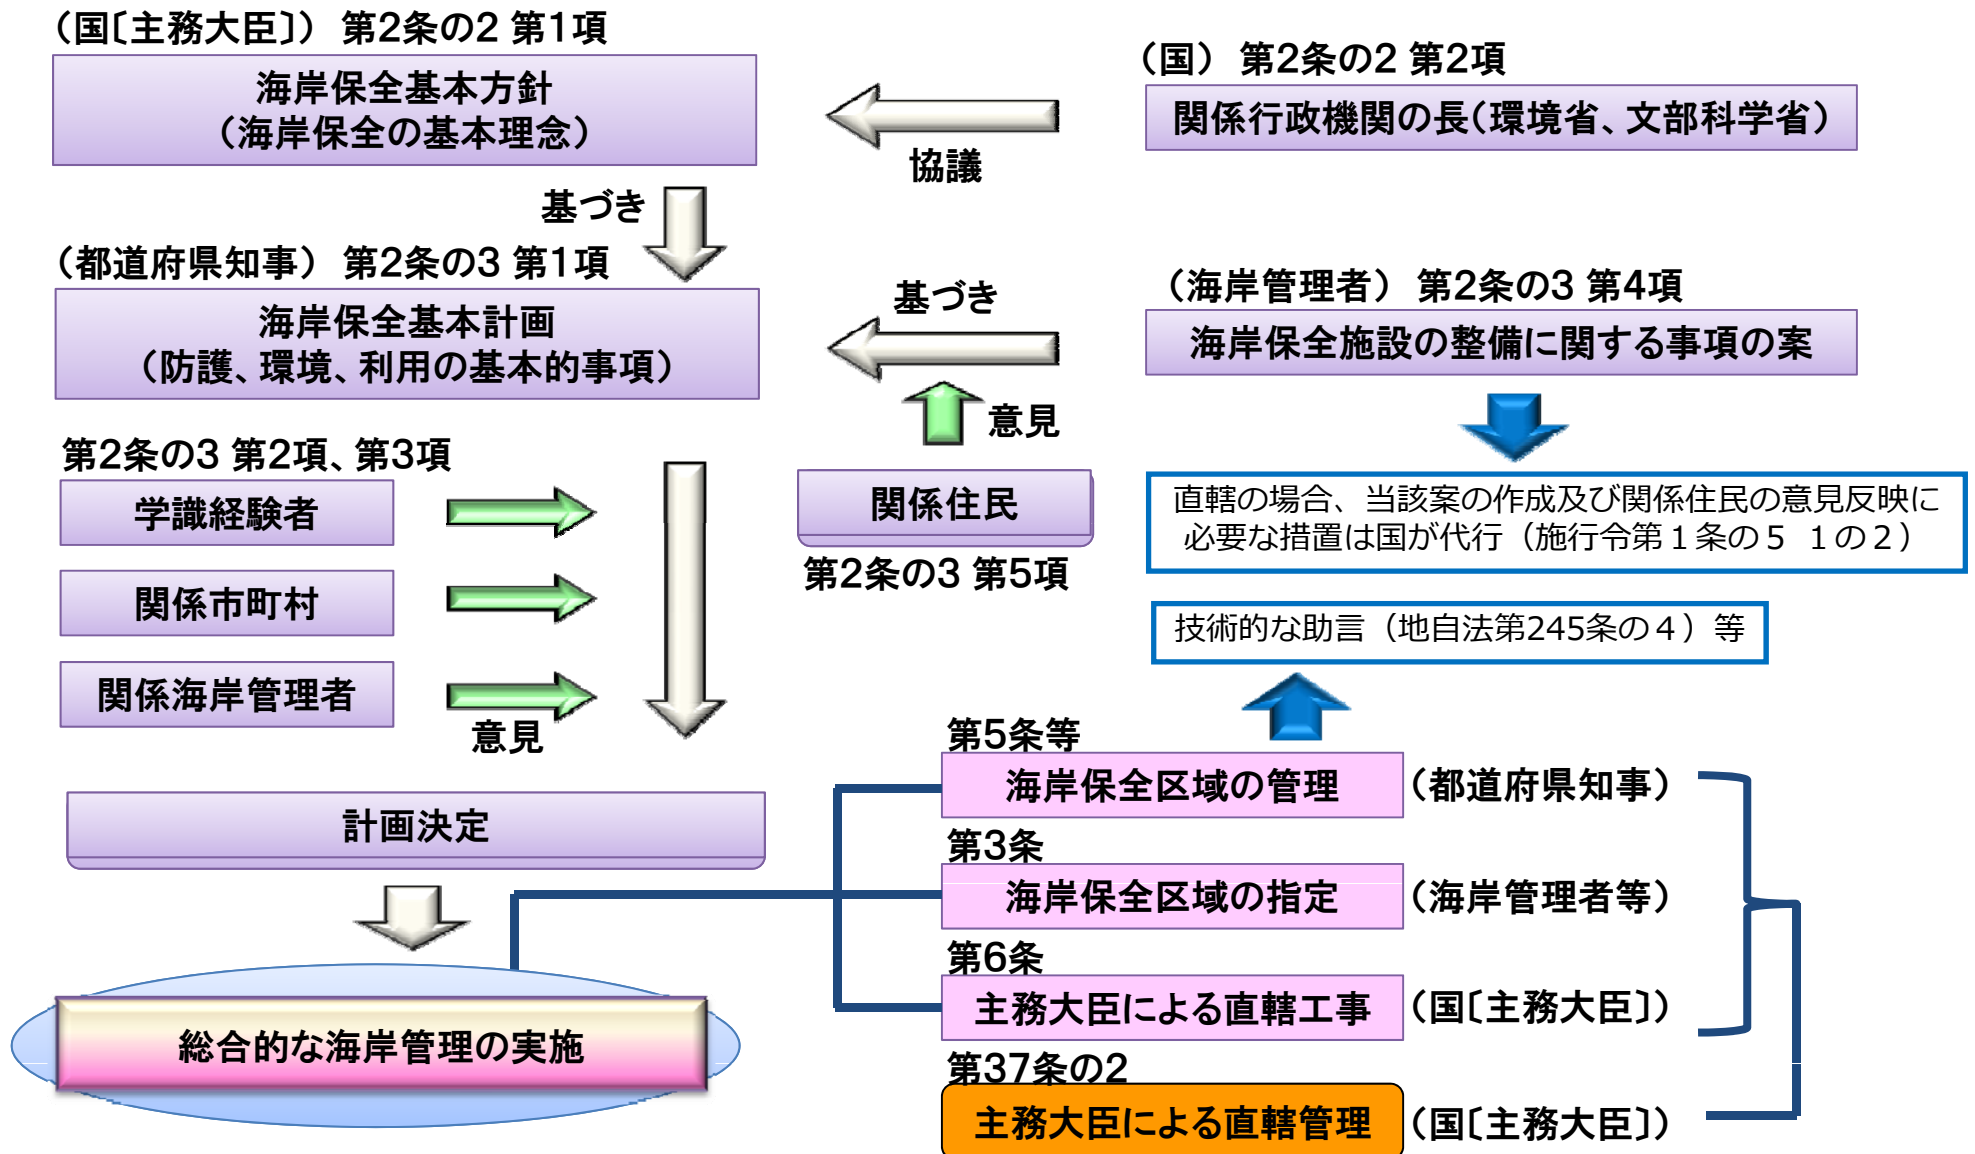 （国〔主務大臣〕） 第2条の2 第1項
海岸保全基本方針
（海岸保全の基本理念）
協議
（国） 第2条の2 第2項
関係行政機関の長（環境省、文部科学省）
基づき
（都道府県知事） 第2条の3 第1項
海岸保全基本計画
（防護、環境、利用の基本的事項）
基づき
（海岸管理者） 第2条の3 第4項
海岸保全施設の整備に関する事項の案
意見
関係住民
第2条の3 第5項
直轄の場合、当該案の作成及び関係住民の意見反映に
必要な措置は国が代行（施行令第１条の５ １の２）
第2条の3 第2項、第3項
学識経験者
関係市町村
関係海岸管理者
意見
技術的な助言（地自法第245条の４）等
計画決定
総合的な海岸管理の実施
第5条等
海岸保全区域の管理 （都道府県知事）
第3条
海岸保全区域の指定 （海岸管理者等）
第6条
主務大臣による直轄工事 （国〔主務大臣〕）
第37条の2
主務大臣による直轄管理 （国〔主務大臣〕）